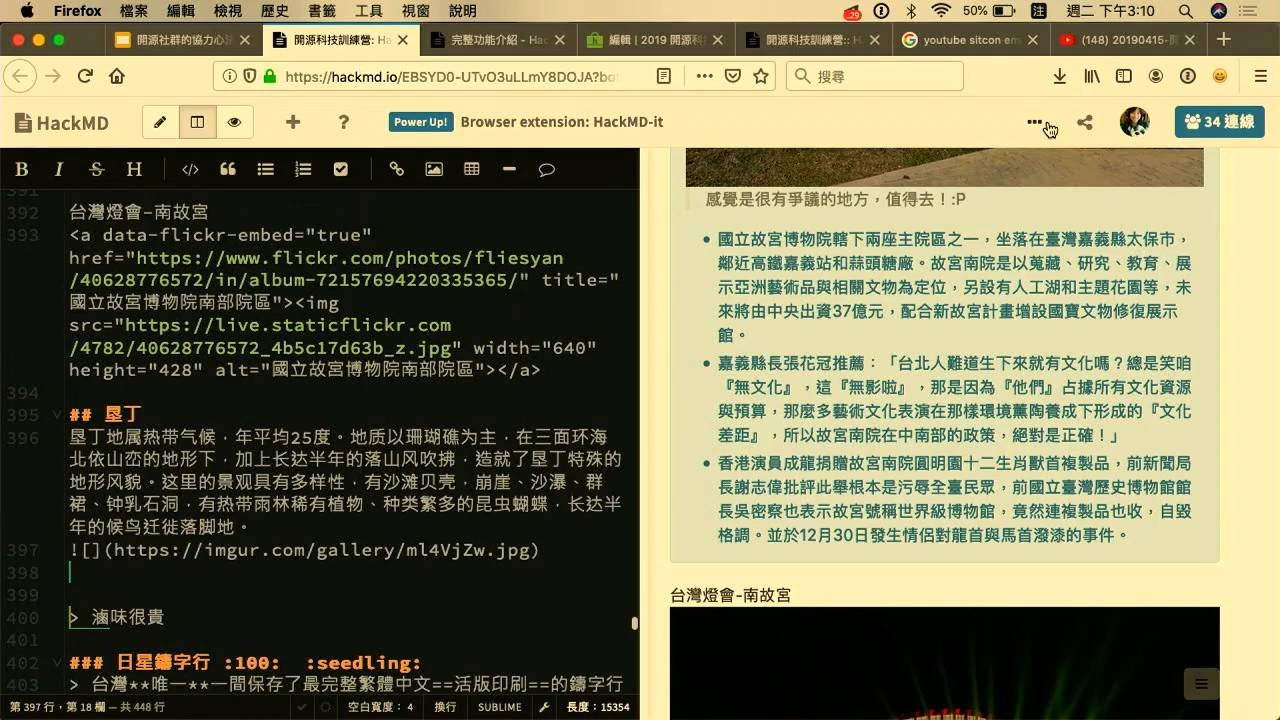 Firefox 檔案 編輯 檢視 歷史 書籤 工具 視窗 說明
29 50% 注 週二 下午3:10
開源社群的協力心法
開源科技訓練營: Ha
完整功能介紹 - Hac
編輯 | 2019 開源科技
開源科技訓練營:: Ha
youtube sitcon em
(148) 20190415-開
https://hackmd.io/EBSYD0-UTvO3uLLmY8DOJA?bo
搜尋
HackMD
Power Up! Browser extension: HackMD-it
34 連線
B I S H
391
392 台灣燈會-南故宮
393 <a data-flickr-embed="true"
href="https://www.flickr.com/photos/fliesyan
/40628776572/in/album-72157694220335365/" title="
國立故宮博物院南部院區"><img
src="https://live.staticflickr.com
/4782/40628776572_4b5c17d63b_z.jpg" width="640"
height="428" alt="國立故宮博物院南部院區"></a>
394
395 ## 垦丁
396 垦丁地属热带气候，年平均25度。地质以珊瑚礁为主，在三面环海
北依山峦的地形下，加上长达半年的落山风吹拂，造就了垦丁特殊的
地形风貌。这里的景观具有多样性，有沙滩贝壳，崩崖、沙瀑、群
裙、钟乳石洞，有热带雨林稀有植物、种类繁多的昆虫蝴蝶，长达半
年的候鸟迁徙落脚地。
397 ![](https://imgur.com/gallery/ml4VjZw.jpg)
398
399
400 > 滷味很貴
401
402 ### 日星鑄字行 :100: :seedling:
403 > 台灣**唯一**一間保存了最完整繁體中文==活版印刷==的鑄字行
第 397 行，第 18 欄 — 共 448 行 空白寬度： 4 換行 SUBLIME 長度：15354
感覺是很有爭議的地方，值得去！:P
國立故宮博物院轄下兩座主院區之一，坐落在臺灣嘉義縣太保市，
鄰近高鐵嘉義站和蒜頭糖廠。故宮南院是以蒐藏、研究、教育、展
示亞洲藝術品與相關文物為定位，另設有人工湖和主題花園等，未
來將由中央出資37億元，配合新故宮計畫增設國寶文物修復展示
館。
嘉義縣長張花冠推薦：「台北人難道生下來就有文化嗎？總是笑咱
『無文化』，這『無影啦』，那是因為『他們』占據所有文化資源
與預算，那麼多藝術文化表演在那樣環境薰陶養成下形成的『文化
差距』，所以故宮南院在中南部的政策，絕對是正確！」
香港演員成龍捐贈故宮南院圓明園十二生肖獸首複製品，前新聞局
長謝志偉批評此舉根本是污辱全臺民眾，前國立臺灣歷史博物館館
長吳密察也表示故宮號稱世界級博物館，竟然連複製品也收，自毀
格調。並於12月30日發生情侶對龍首與馬首潑漆的事件。
台灣燈會-南故宮